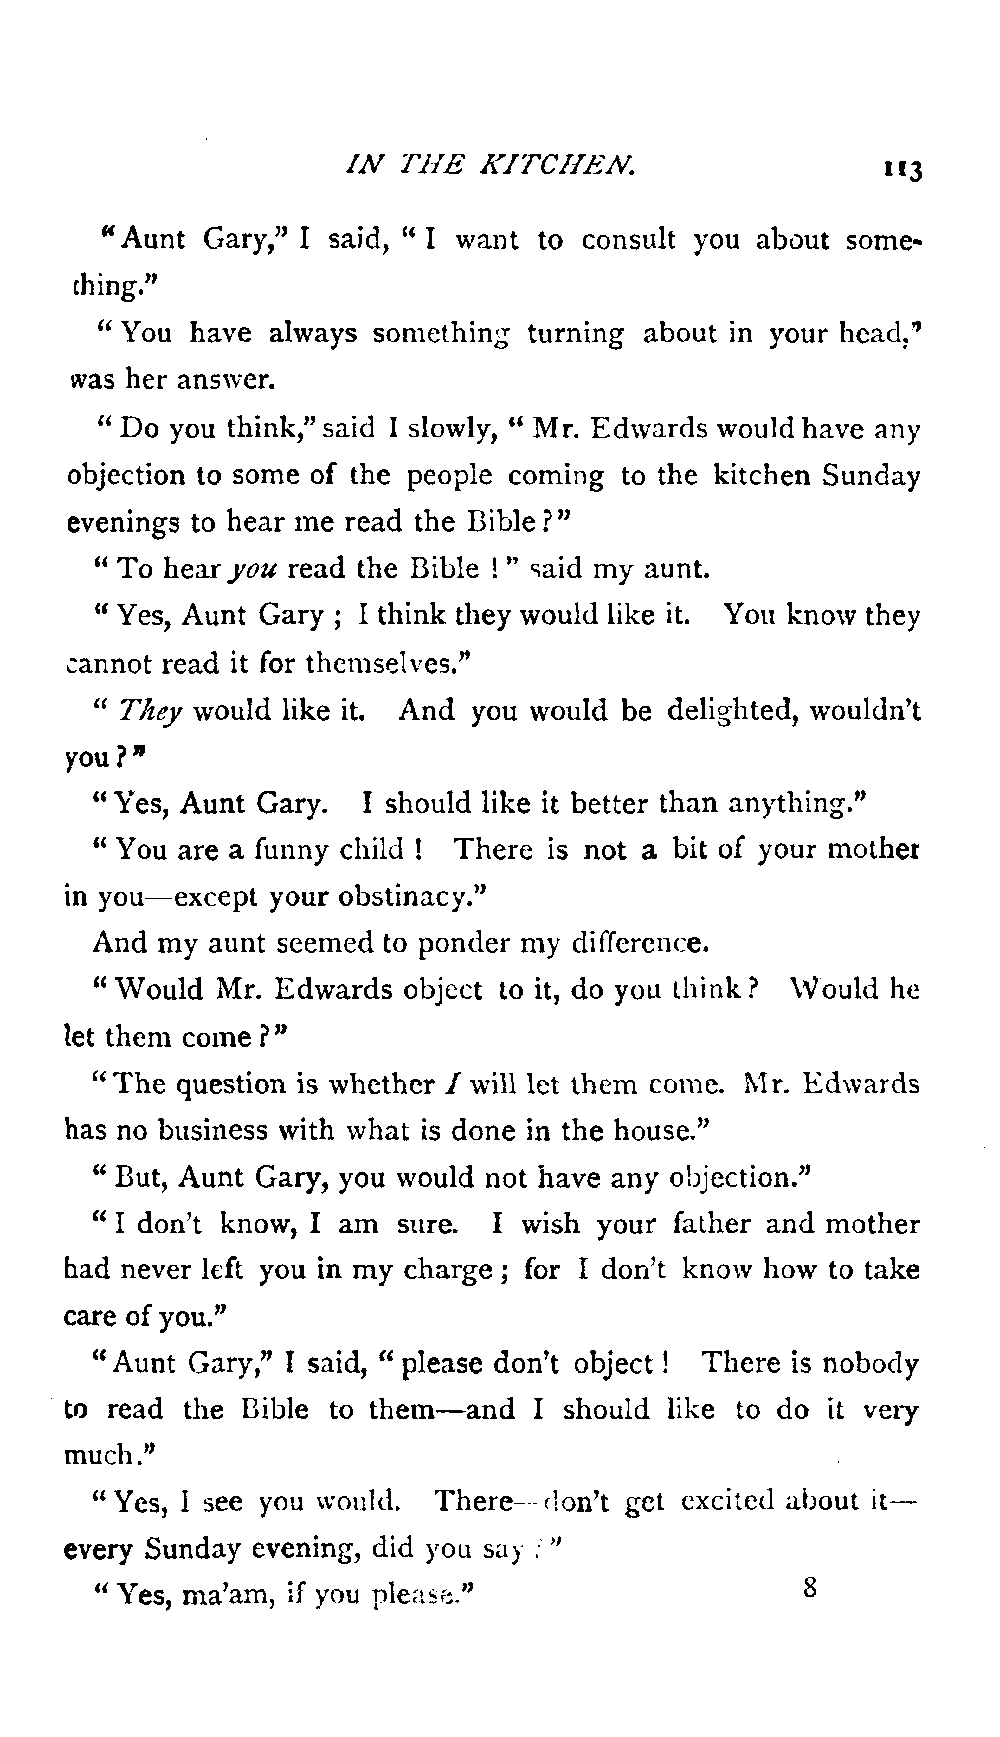 IN THE KITCHEN. 113
"Aunt Gary," I said, "I want to consult you about some-
thing."
"You have always something turning about in your head,"
was her answer.
"Do you think," said I slowly, "Mr. Edwards would have any
objection to some of the people coming to the kitchen Sunday
evenings to hear me read the Bible?"
"To hear you read the Bible!" said my aunt.
"Yes, Aunt Gary; I think they would like it. You know they
cannot read it for themselves."
"They would like it. And you would be delighted, wouldn't
you?"
"Yes, Aunt Gary. I should like it better than anything."
"You are a funny child! There is not a bit of your mother
in you—except your obstinacy."
And my aunt seemed to ponder my difference.
"Would Mr. Edwards object to it, do you think? Would he
let them come?"
"The question is whether I will let them come. Mr. Edwards
has no business with what is done in the house."
"But, Aunt Gary, you would not have any objection."
"I don't know, I am sure. I wish your father and mother
had never left you in my charge; for I don't know how to take
care of you."
"Aunt Gary," I said, "please don't object! There is nobody
to read the Bible to them—and I should like to do it very
much."
"Yes, I see you would. There—don't get excited about it—
every Sunday evening, did you say?"
"Yes, ma'am, if you please." 8